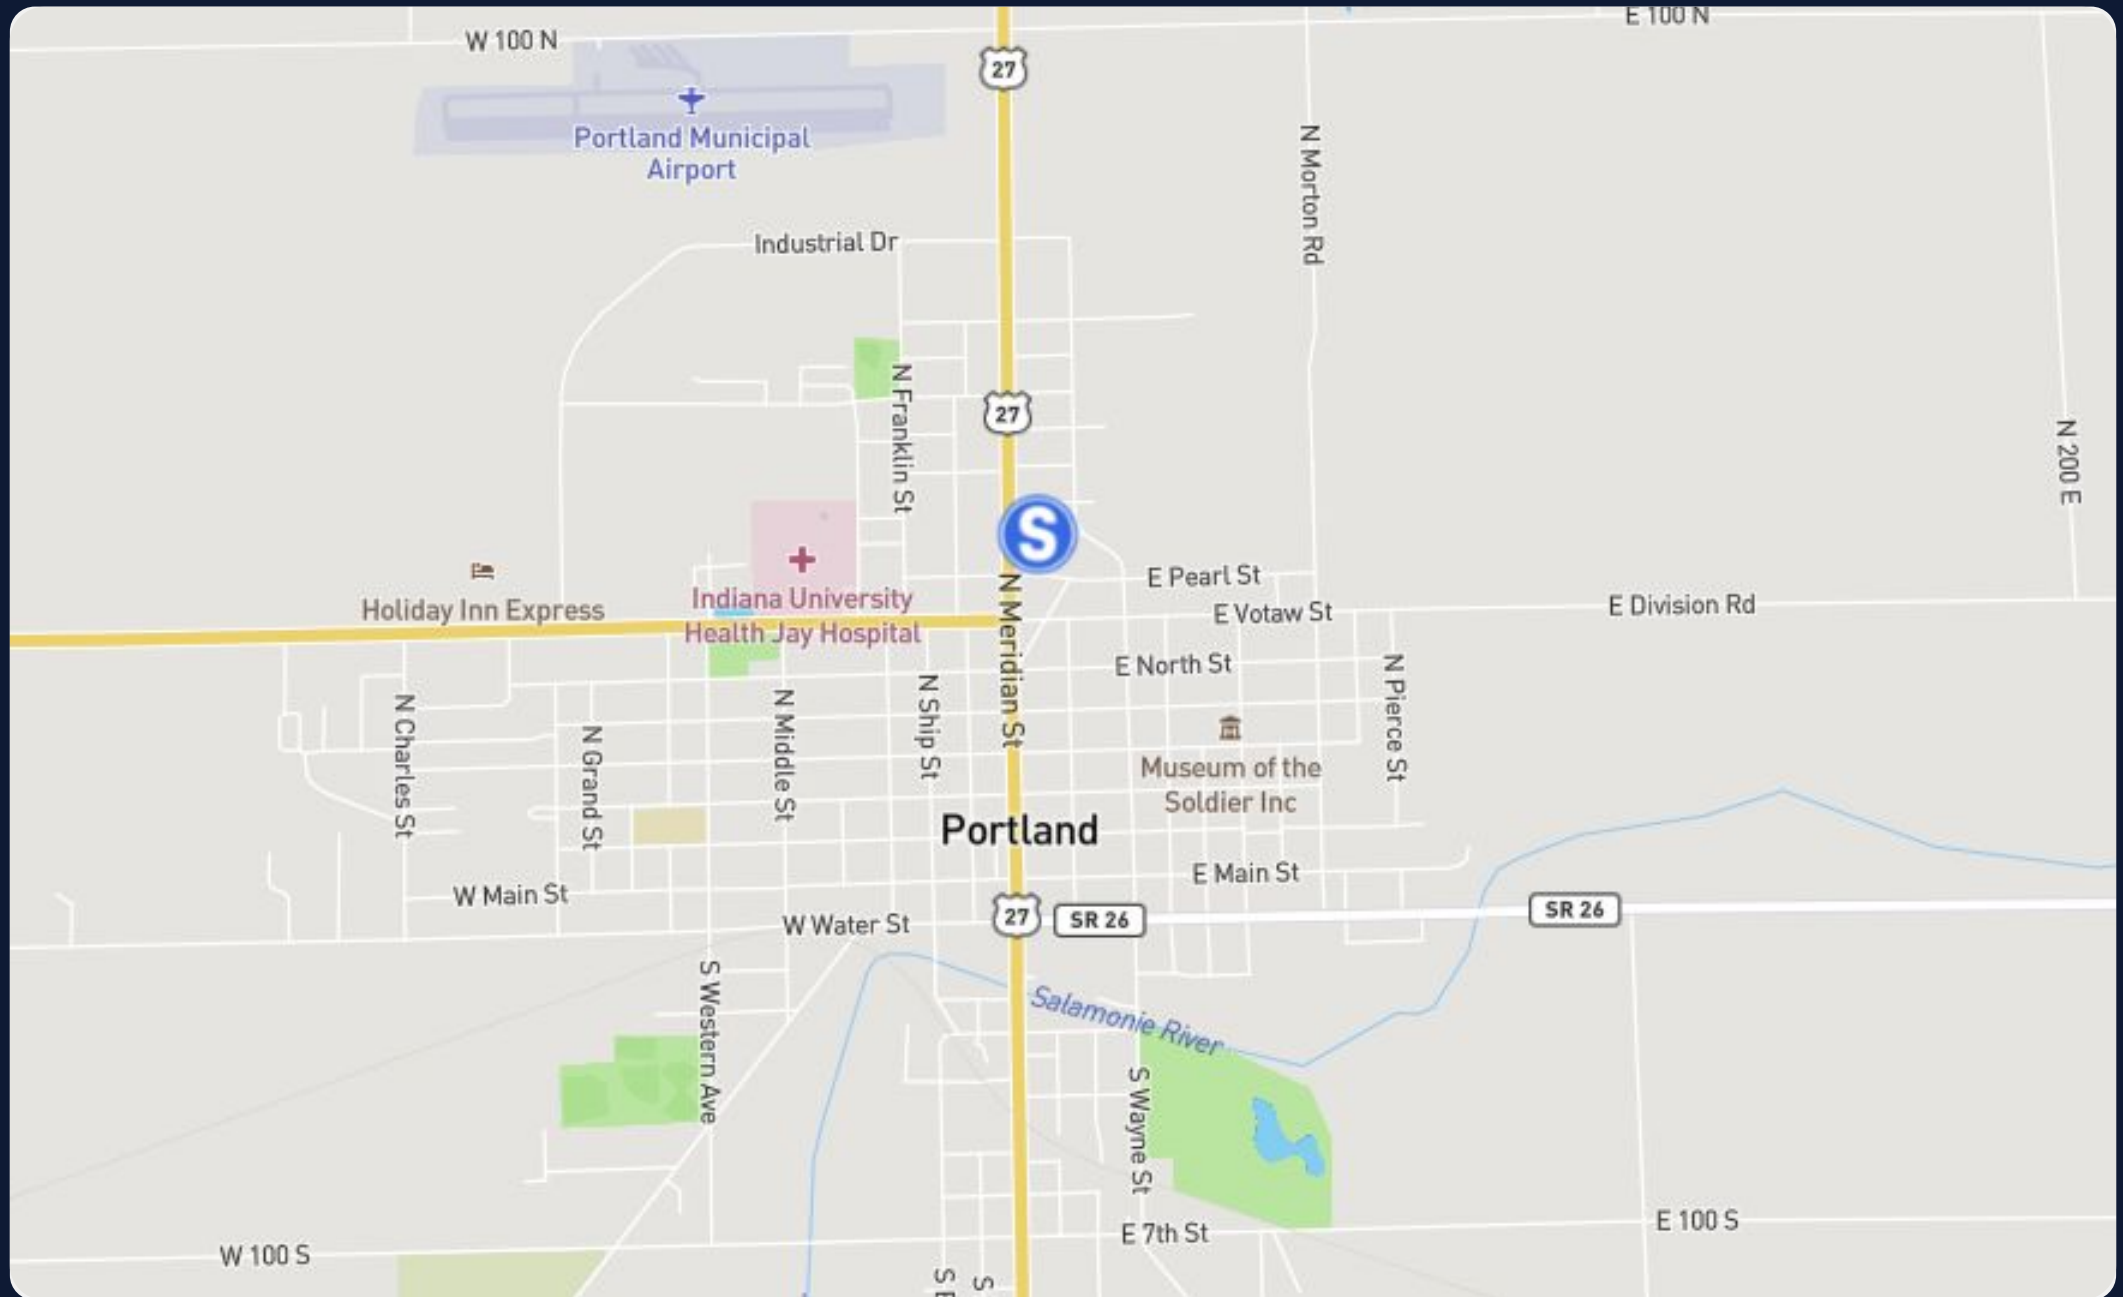 E 100 N
W 100 N
27
Portland Municipal
Airport
N Morton Rd
Industrial Dr
N Franklin St
27
N 200 E
S
Holiday Inn Express
Indiana University
Health Jay Hospital
E Pearl St
E Votaw St
E Division Rd
N Meridian St
E North St
N Pierce St
N Charles St
N Grand St
N Middle St
N Ship St
Museum of the
Soldier Inc
Portland
E Main St
W Main St
W Water St
27
SR 26
SR 26
S Western Ave
Salamonie River
S Wayne St
E 7th St
E 100 S
W 100 S
S
S